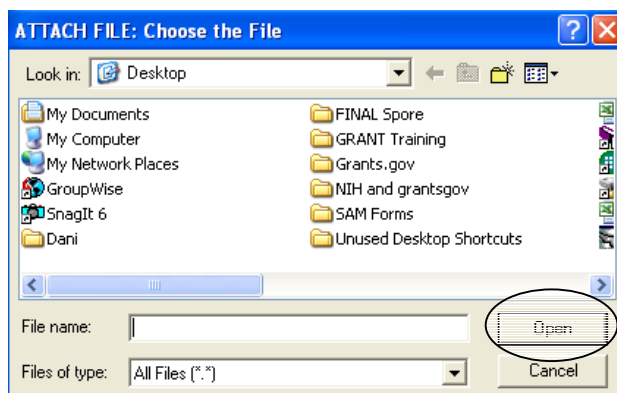 ATTACH FILE: Choose the File
Look in: Desktop
My Documents
My Computer
My Network Places
GroupWise
SnagIt 6
Dani
FINAL Spore
GRANT Training
Grants.gov
NIH and grantsgov
SAM Forms
Unused Desktop Shortcuts
File name: Open
Files of type: All Files (*.*) Cancel